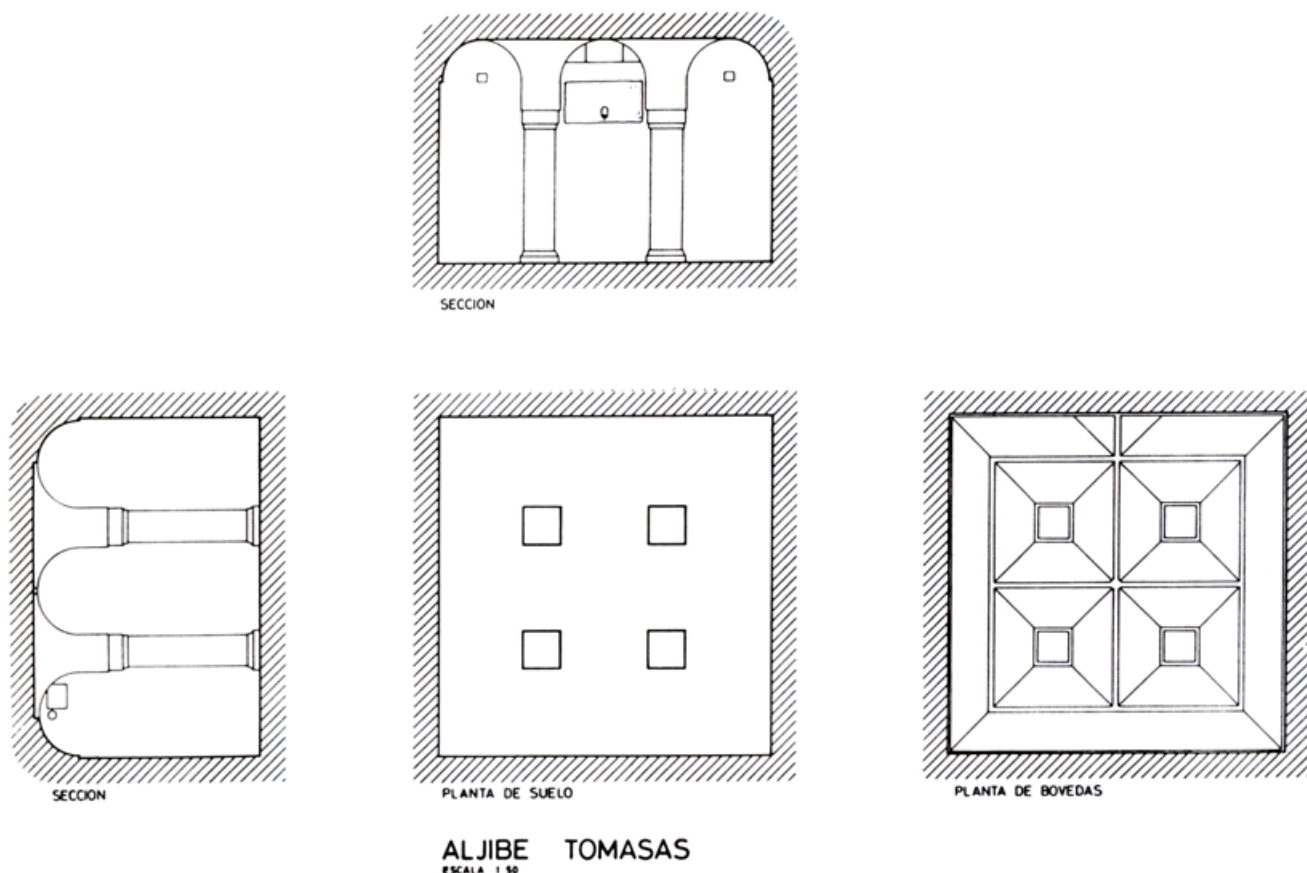 SECCION
SECCION
PLANTA DE SUELO
PLANTA DE BOVEDAS
ALJIBE TOMASAS
ESCALA 1.50